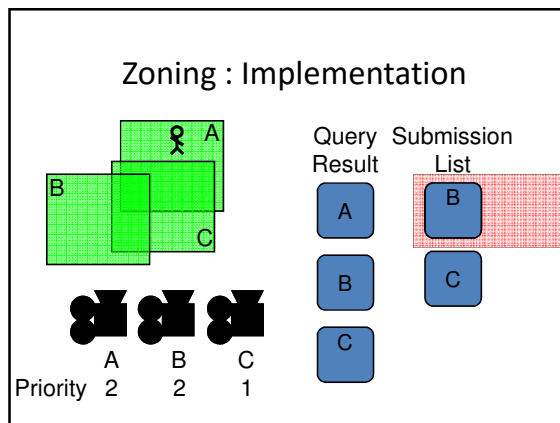 Zoning : Implementation
A
B
C
Query Submission
Result List
A
B
B
C
C
A B C
Priority 2 2 1